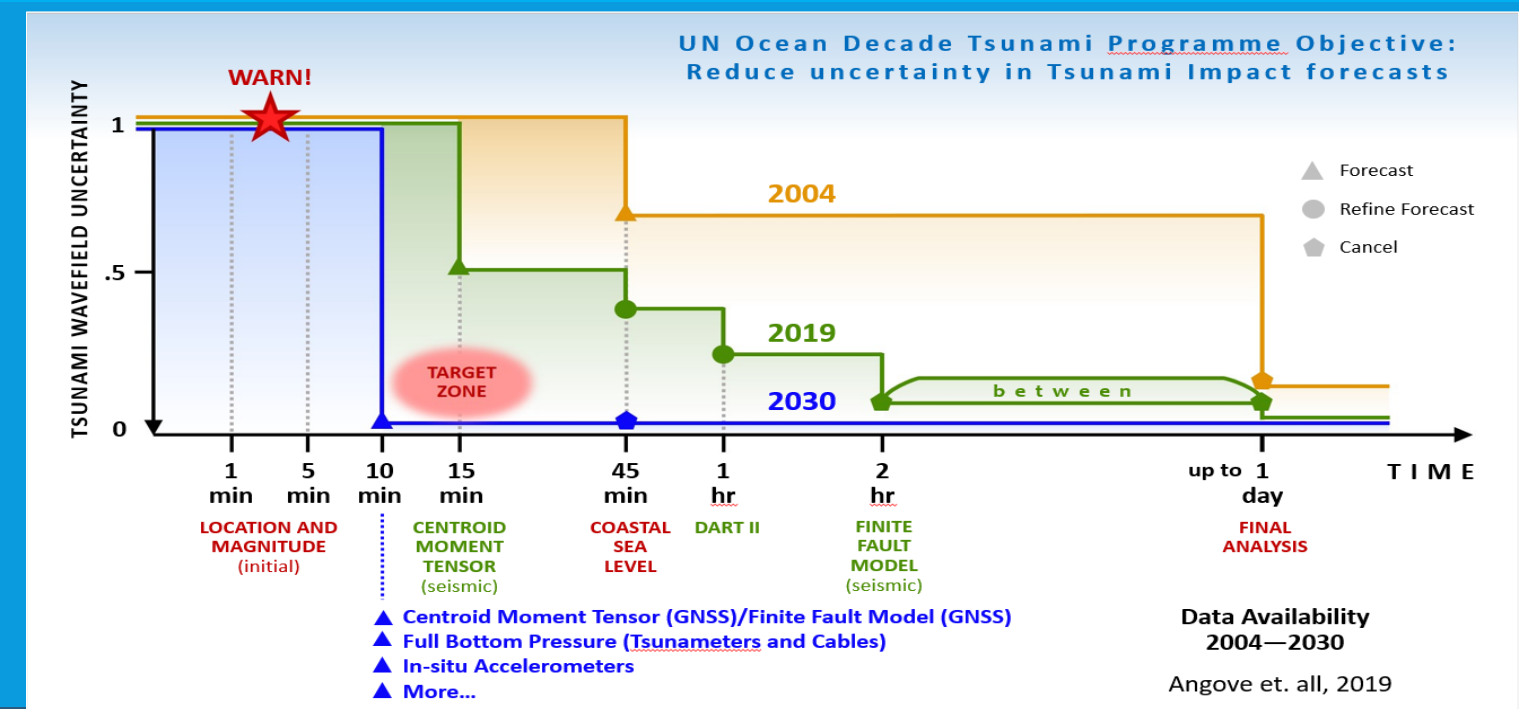 UN Ocean Decade Tsunami Programme Objective:
Reduce uncertainty in Tsunami Impact forecasts
WARN!
TSUNAMI WAVEFIELD UNCERTAINTY
1
.5
0
2004
2019
2030
between
TARGET
ZONE
Forecast
Refine Forecast
Cancel
1
min
5
min
10
min
15
min
45
min
1
hr
2
hr
up to 1
day
TIME
LOCATION AND
MAGNITUDE
(initial)
CENTROID
MOMENT
TENSOR
(seismic)
COASTAL
SEA
LEVEL
DART II
FINITE
FAULT
MODEL
(seismic)
FINAL
ANALYSIS
Centroid Moment Tensor (GNSS)/Finite Fault Model (GNSS)
Full Bottom Pressure (Tsunameters and Cables)
In-situ Accelerometers
More...
Data Availability
2004—2030
Angove et. all, 2019